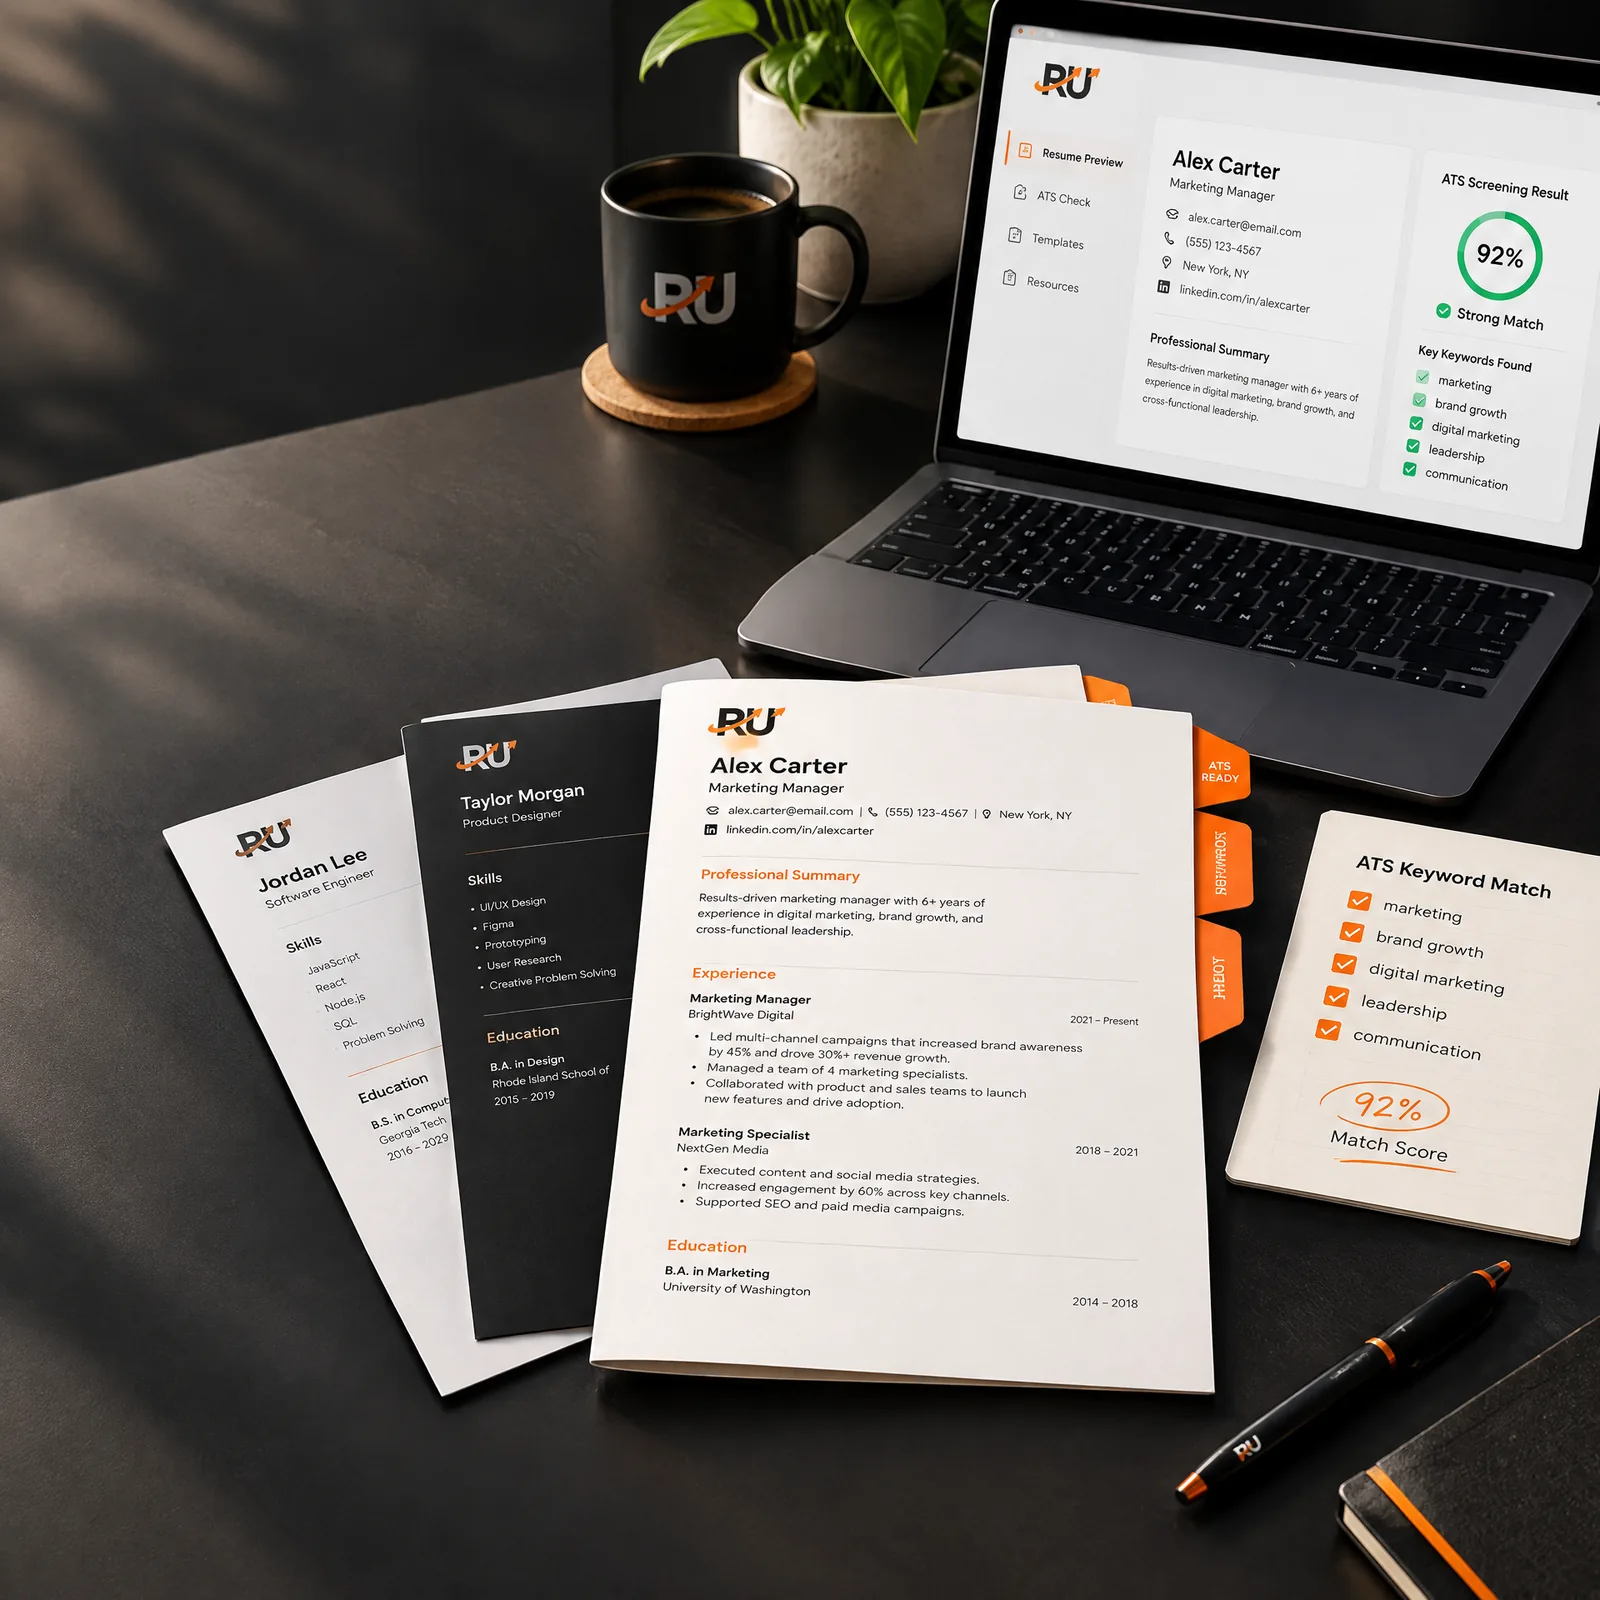 RU
Resume Preview
ATS Check
Templates
Resources
Alex Carter
Marketing Manager
alex.carter@email.com
(555) 123-4567
New York, NY
linkedin.com/in/alexcarter
Professional Summary
Results-driven marketing manager with 6+ years of
experience in digital marketing, brand growth, and
cross-functional leadership.
ATS Screening Result
92%
Strong Match
Key Keywords Found
marketing
brand growth
digital marketing
leadership
communication
RU
RU
Jordan Lee
Software Engineer
Skills
JavaScript
React
Node.js
SQL
Problem Solving
Education
B.S. in Comput
Georgia Tech
2016 – 2029
RU
Taylor Morgan
Product Designer
Skills
• UI/UX Design
• Figma
• Prototyping
• User Research
• Creative Problem Solving
Education
B.A. in Design
Rhode Island School of
2015 – 2019
RU
Alex Carter
Marketing Manager
alex.carter@email.com | (555) 123-4567 | New York, NY
linkedin.com/in/alexcarter
Professional Summary
Results-driven marketing manager with 6+ years of
experience in digital marketing, brand growth, and
cross-functional leadership.
Experience
Marketing Manager
BrightWave Digital
2021 – Present
• Led multi-channel campaigns that increased brand awareness
by 45% and drove 30%+ revenue growth.
• Managed a team of 4 marketing specialists.
• Collaborated with product and sales teams to launch
new features and drive adoption.
Marketing Specialist
NextGen Media
2018 – 2021
• Executed content and social media strategies.
• Increased engagement by 60% across key channels.
• Supported SEO and paid media campaigns.
Education
B.A. in Marketing
University of Washington
2014 – 2018
ATS
READY
ATS Keyword Match
marketing
brand growth
digital marketing
leadership
communication
92%
Match Score
RU